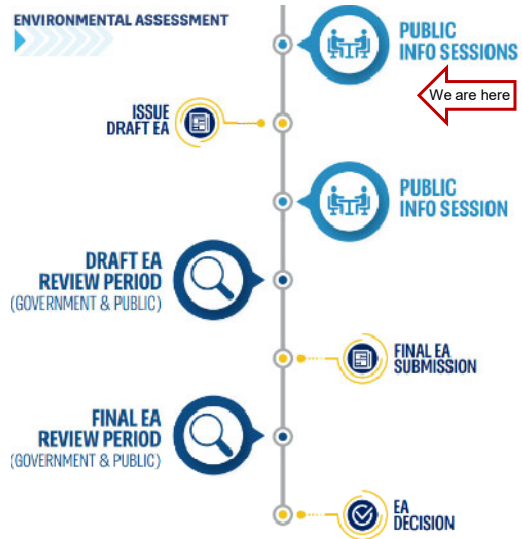 ENVIRONMENTAL ASSESSMENT
PUBLIC
INFO SESSIONS
We are here
ISSUE
DRAFT EA
PUBLIC
INFO SESSION
DRAFT EA
REVIEW PERIOD
(GOVERNMENT & PUBLIC)
FINAL EA
SUBMISSION
FINAL EA
REVIEW PERIOD
(GOVERNMENT & PUBLIC)
EA
DECISION